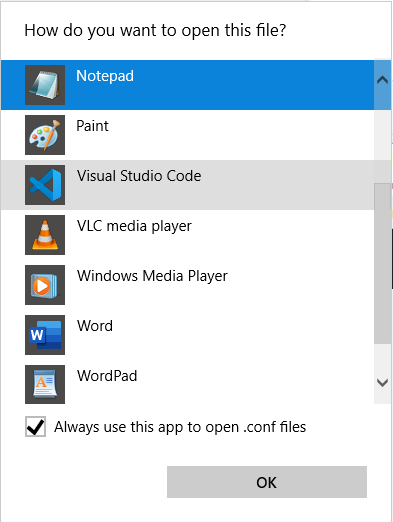 How do you want to open this file?
Notepad
Paint
Visual Studio Code
VLC media player
Windows Media Player
Word
WordPad
Always use this app to open .conf files
OK